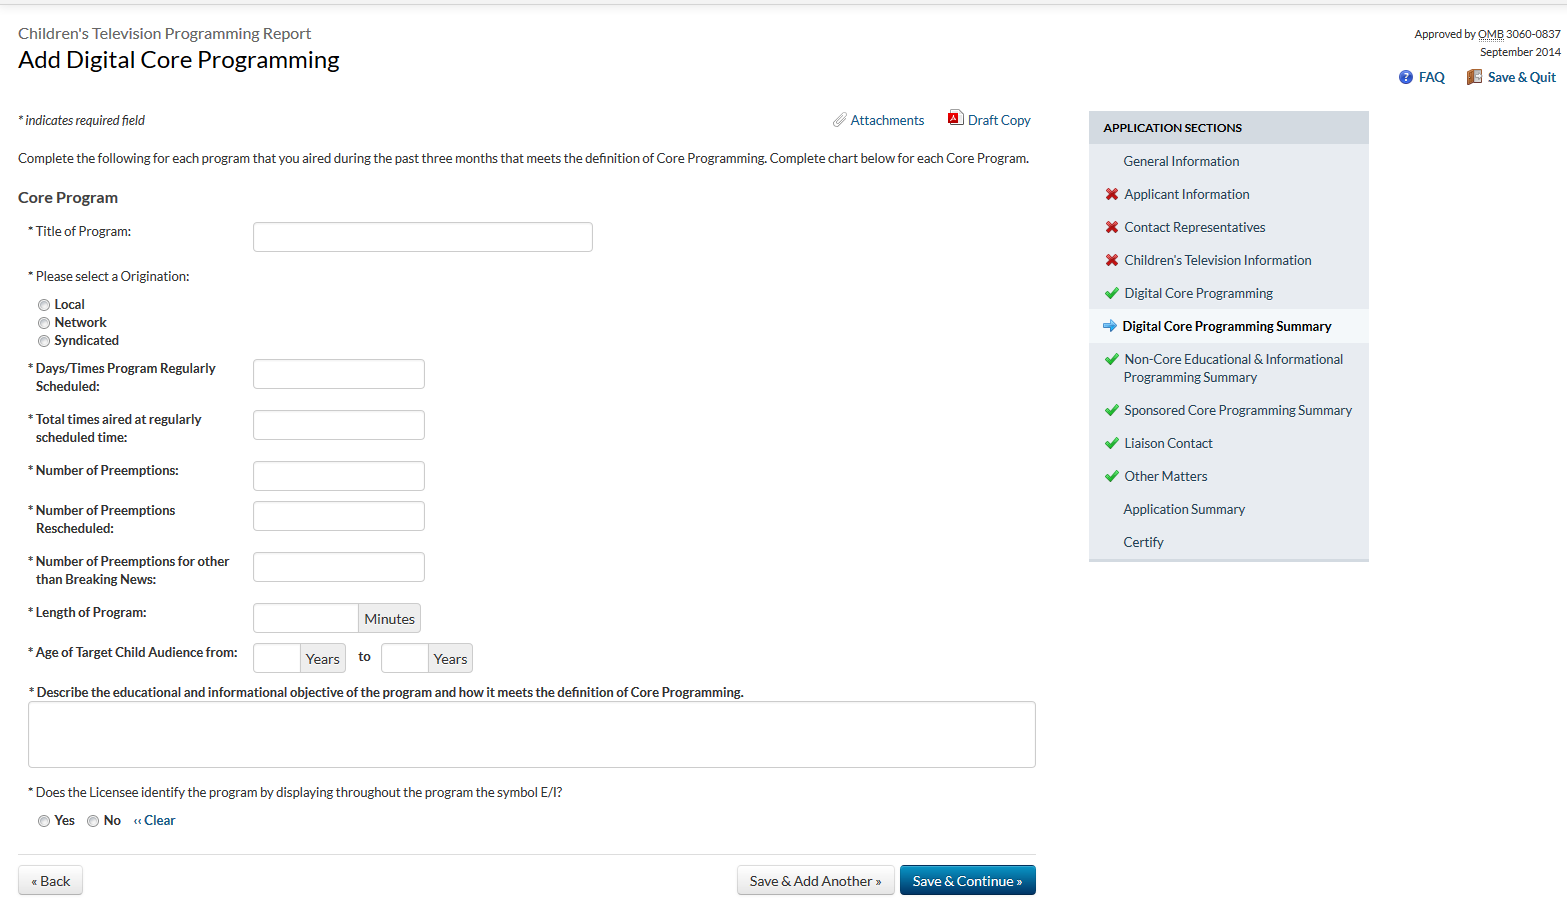 Children's Television Programming Report
Add Digital Core Programming
Approved by OMB 3060-0837
September 2014
FAQ
Save & Quit
* indicates required field
Attachments
Draft Copy
Complete the following for each program that you aired during the past three months that meets the definition of Core Programming. Complete chart below for each Core Program.
Core Program
* Title of Program:
* Please select a Origination:
Local
Network
Syndicated
* Days/Times Program Regularly
Scheduled:
* Total times aired at regularly
scheduled time:
* Number of Preemptions:
* Number of Preemptions
Rescheduled:
* Number of Preemptions for other
than Breaking News:
* Length of Program:
Minutes
* Age of Target Child Audience from:
Years to Years
* Describe the educational and informational objective of the program and how it meets the definition of Core Programming.
* Does the Licensee identify the program by displaying throughout the program the symbol E/I?
Yes No ‹‹ Clear
« Back
Save & Add Another »
Save & Continue »
APPLICATION SECTIONS
General Information
Applicant Information
Contact Representatives
Children's Television Information
Digital Core Programming
Digital Core Programming Summary
Non-Core Educational & Informational
Programming Summary
Sponsored Core Programming Summary
Liaison Contact
Other Matters
Application Summary
Certify